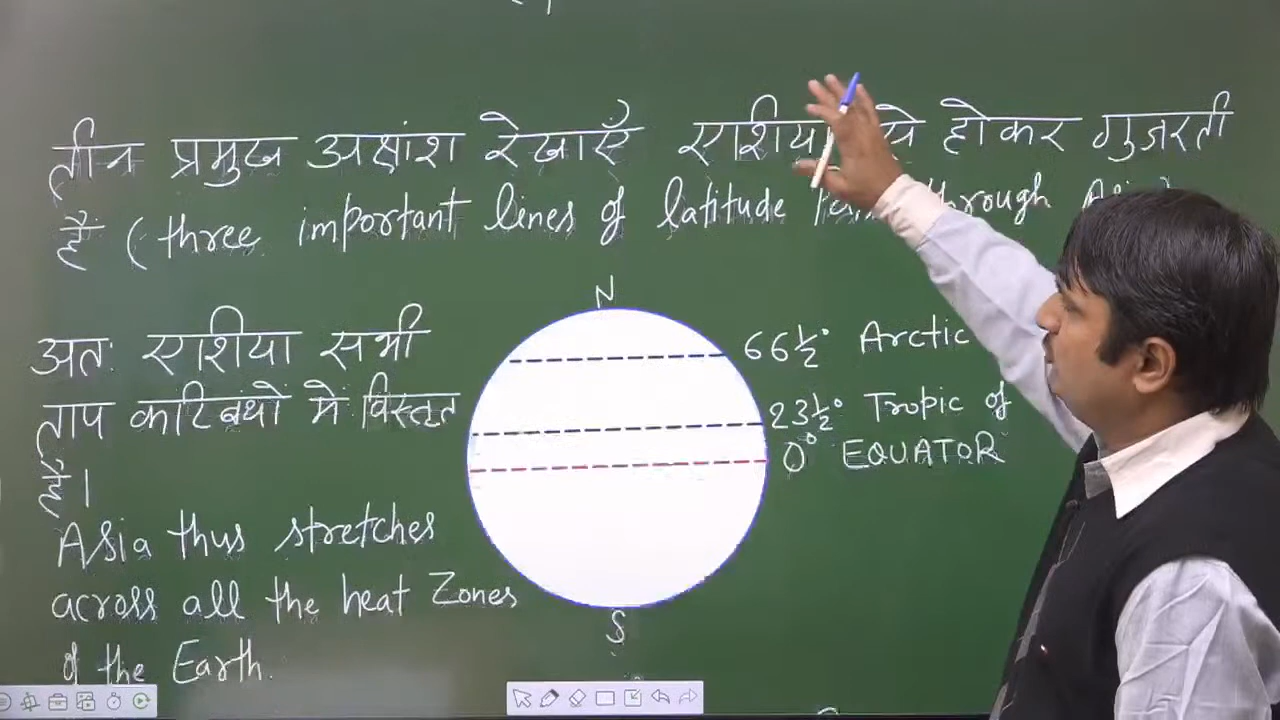 तीन प्रमुख अक्षांश रेखाएँ एशिया होकर गुजरती
हैं (three important lines of latitude through
N
अतः एशिया सभी
ताप कटिबंधों में विस्तृत
है।
66½° Arctic
23½° Tropic of
0° EQUATOR
Asia thus stretches
across all the heat Zones
of the Earth.
S